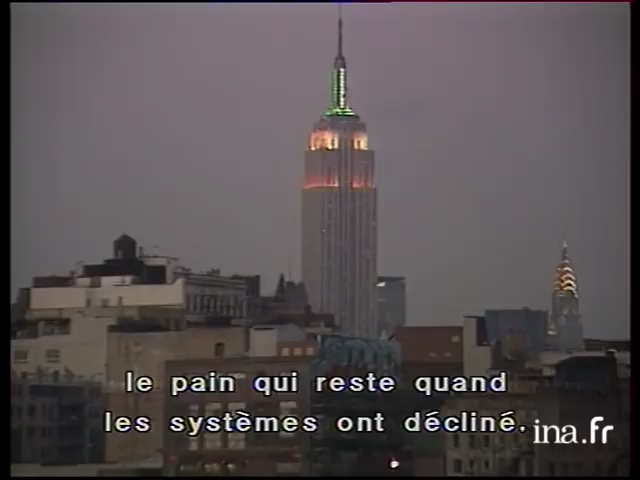 le pain qui reste quand
les systèmes ont décliné.
ina.fr